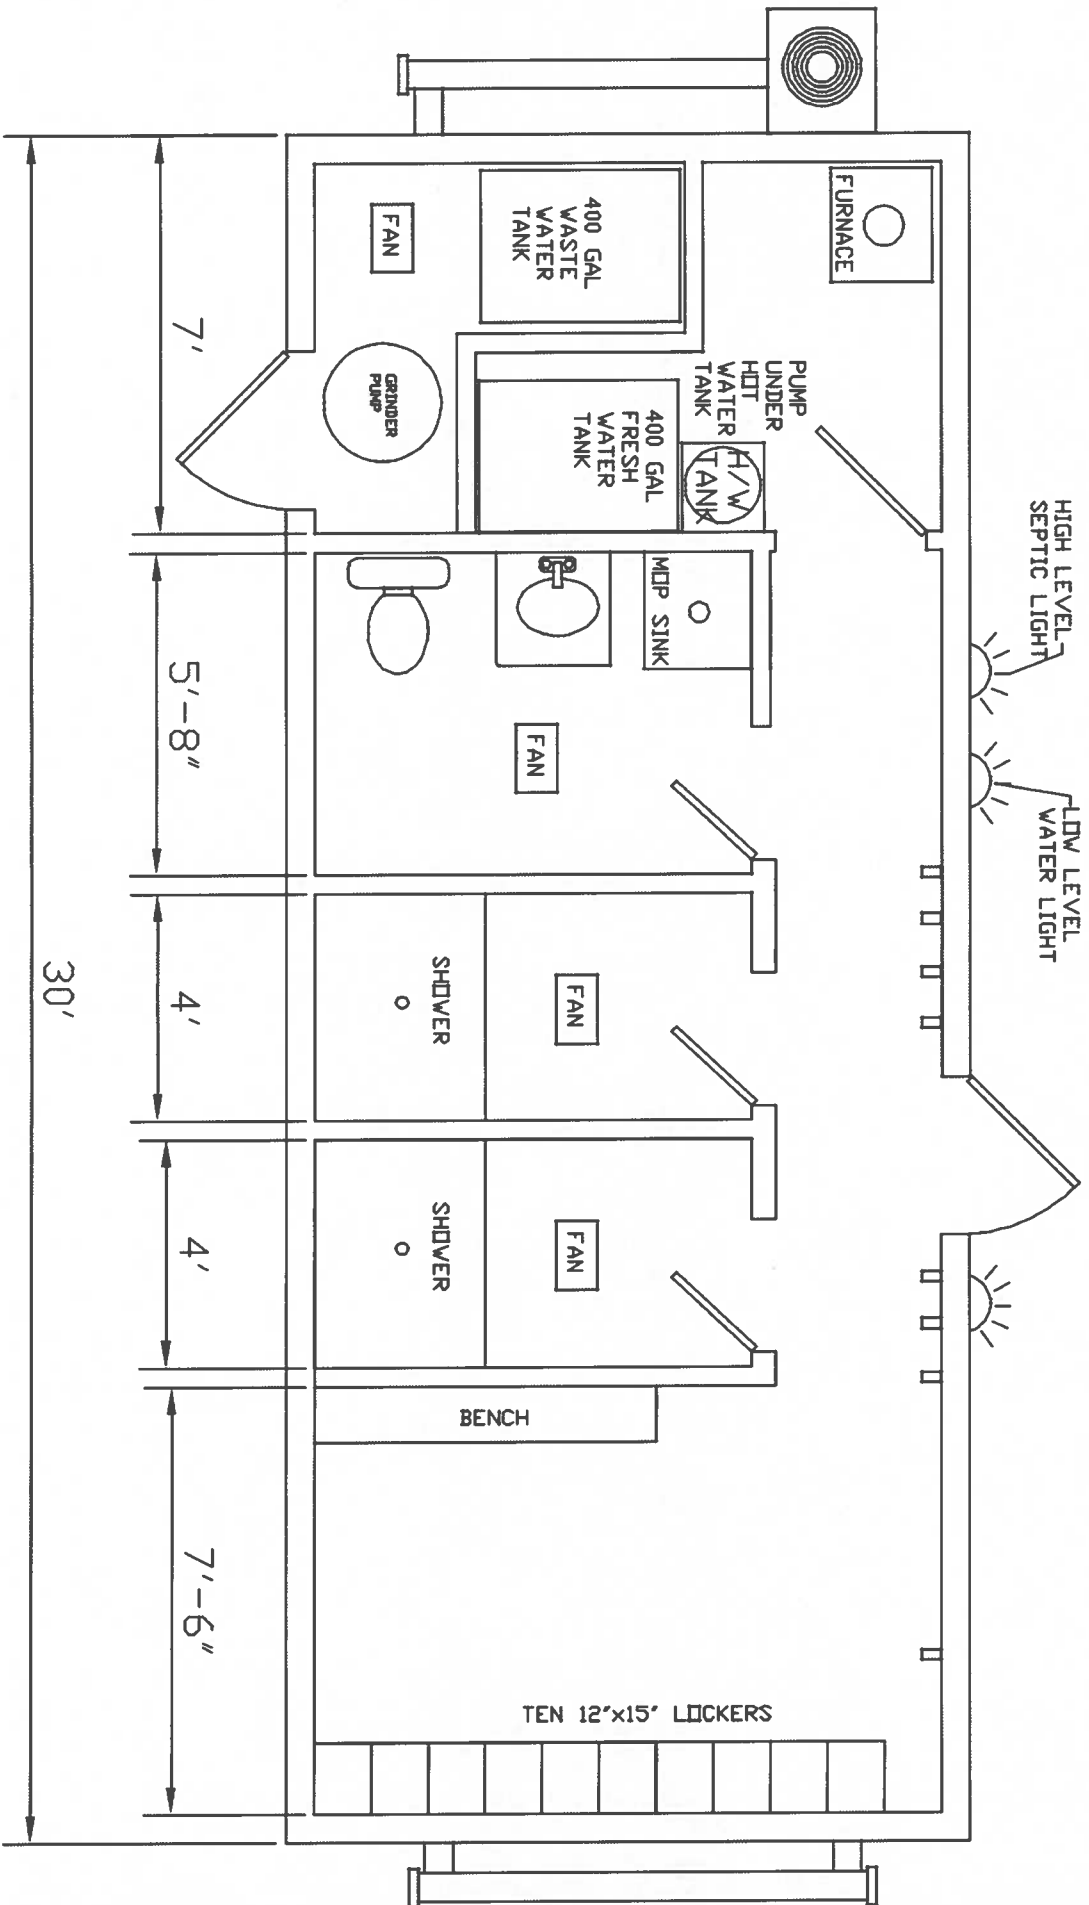 HIGH LEVEL
SEPTIC LIGHT
LOW LEVEL
WATER LIGHT
FURNACE
PUMP
UNDER
HOT
WATER
TANK
H/W
TANK
400 GAL
WASTE
WATER
TANK
400 GAL
FRESH
WATER
TANK
FAN
GRINDER
PUMP
MOP SINK
FAN
FAN
SHOWER
FAN
SHOWER
BENCH
TEN 12"x15" LOCKERS
7'
5'-8"
4'
4'
7'-6"
30'